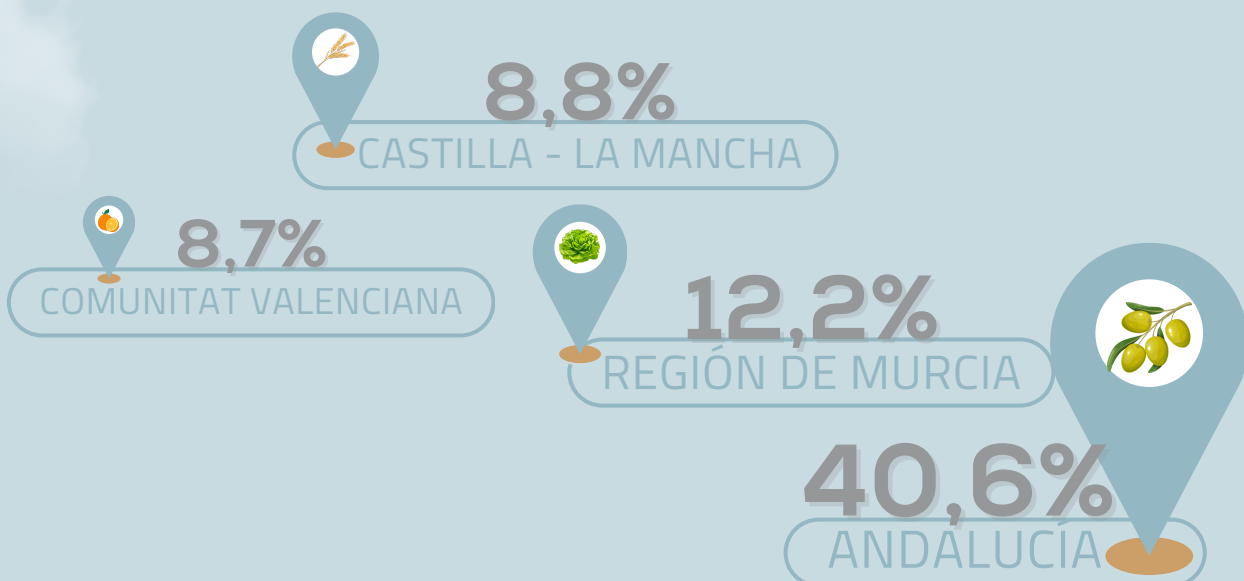 8,8%
CASTILLA - LA MANCHA
8,7%
COMUNITAT VALENCIANA
12,2%
REGIÓN DE MURCIA
40,6%
ANDALUCÍA